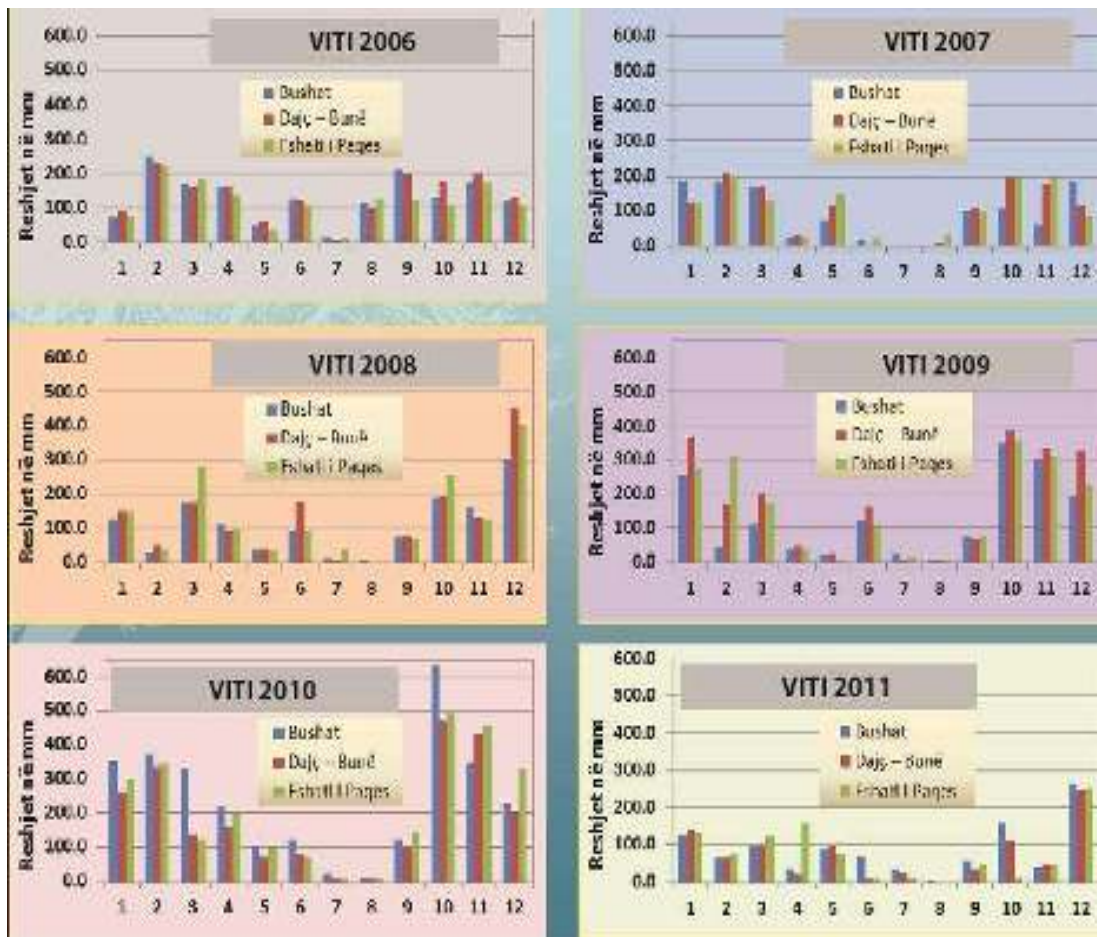 VITI 2006
Reshjet në mm
600.0
500.0
400.0
300.0
200.0
100.0
0.0
Bushat
Dajç – Bunë
Fshati i Paqes
1 2 3 4 5 6 7 8 9 10 11 12
VITI 2007
Reshjet në mm
600.0
500.0
400.0
300.0
200.0
100.0
0.0
Bushat
Dajç – Bunë
Fshati i Paqes
1 2 3 4 5 6 7 8 9 10 11 12
VITI 2008
Reshjet në mm
600.0
500.0
400.0
300.0
200.0
100.0
0.0
Bushat
Dajç – Bunë
Fshati i Paqes
1 2 3 4 5 6 7 8 9 10 11 12
VITI 2009
Reshjet në mm
600.0
500.0
400.0
300.0
200.0
100.0
0.0
Bushat
Dajç – Bunë
Fshati i Paqes
1 2 3 4 5 6 7 8 9 10 11 12
VITI 2010
Reshjet në mm
600.0
500.0
400.0
300.0
200.0
100.0
0.0
Bushat
Dajç – Bunë
Fshati i Paqes
1 2 3 4 5 6 7 8 9 10 11 12
VITI 2011
Reshjet në mm
600.0
500.0
400.0
300.0
200.0
100.0
0.0
Bushat
Dajç – Bunë
Fshati i Paqes
1 2 3 4 5 6 7 8 9 10 11 12